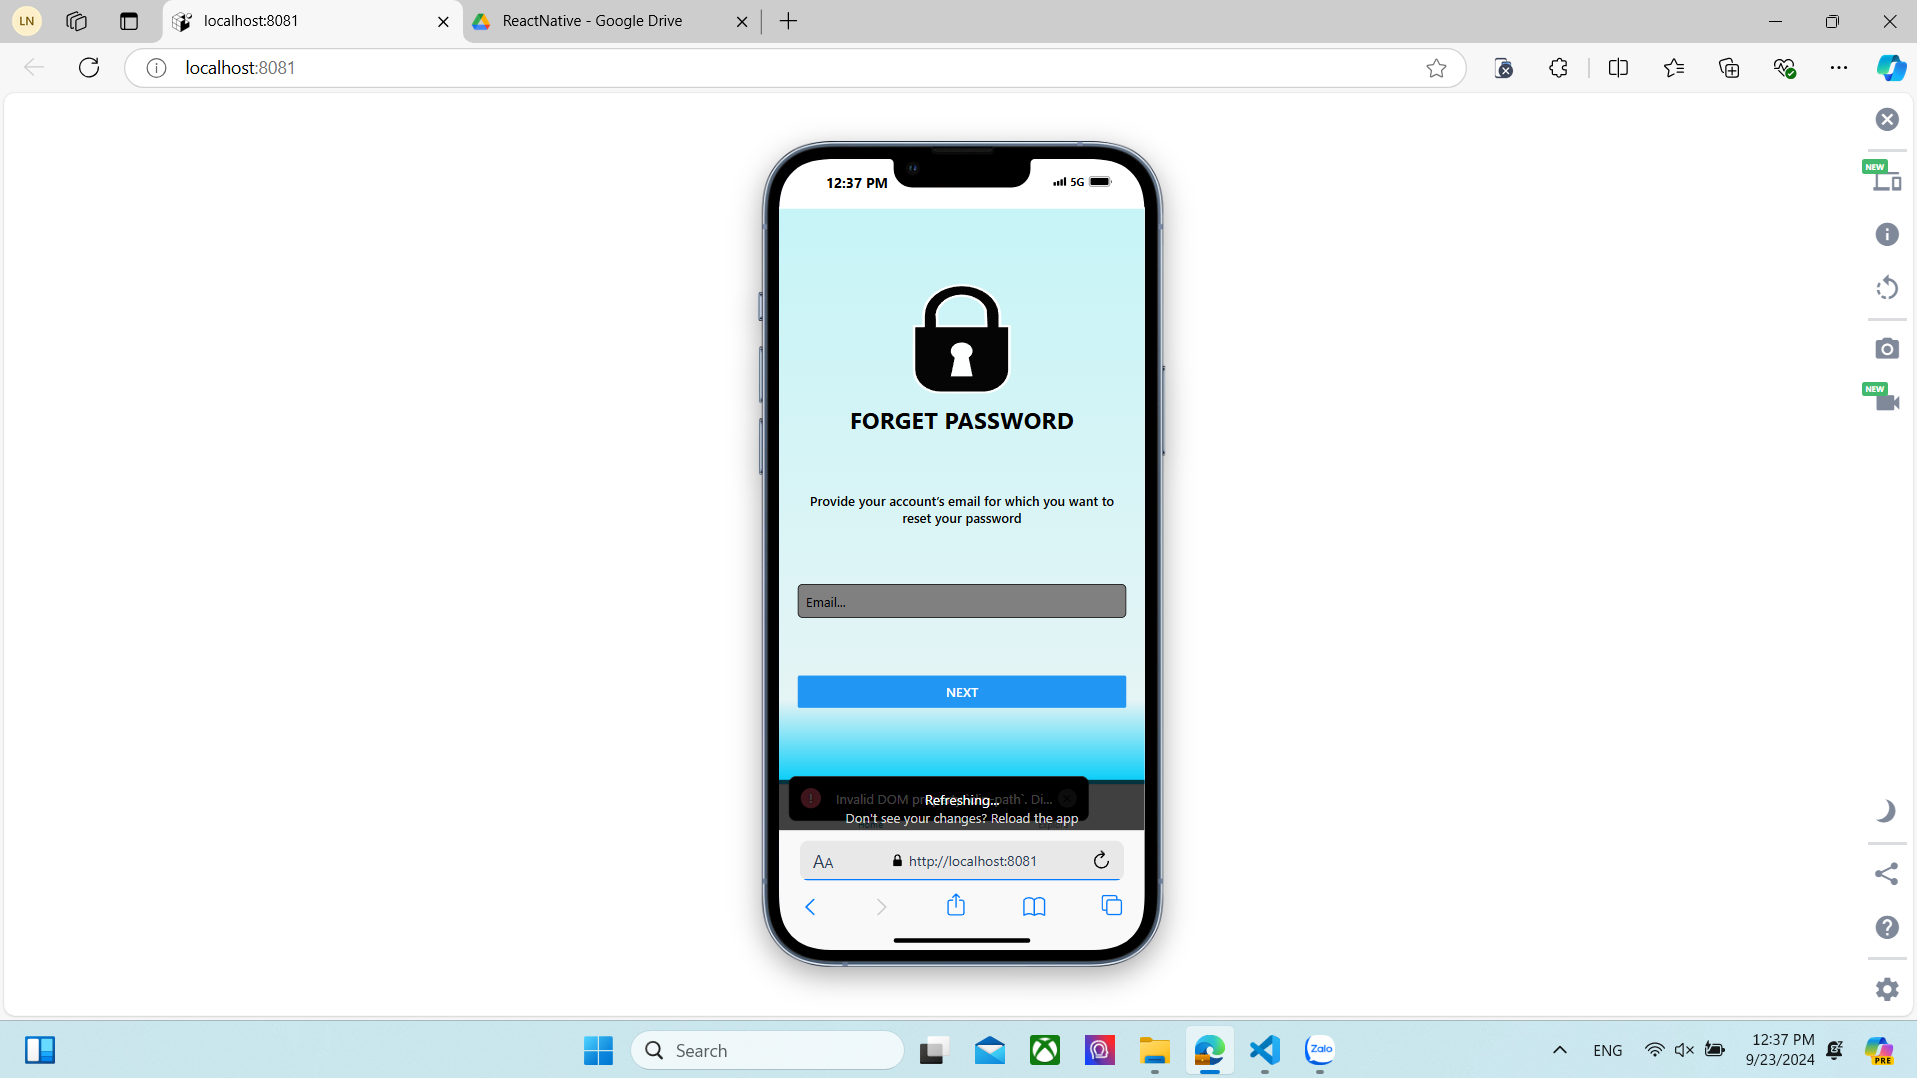 LN
localhost:8081
ReactNative - Google Drive
localhost:8081
NEW
NEW
12:37 PM
5G
FORGET PASSWORD
Provide your account's email for which you want to
reset your password
Email...
NEXT
Invalid DOM
Di...
Refreshing...
Don't see your changes? Reload the app
AA
http://localhost:8081
Search
Zalo
ENG
12:37 PM
9/23/2024
PRE